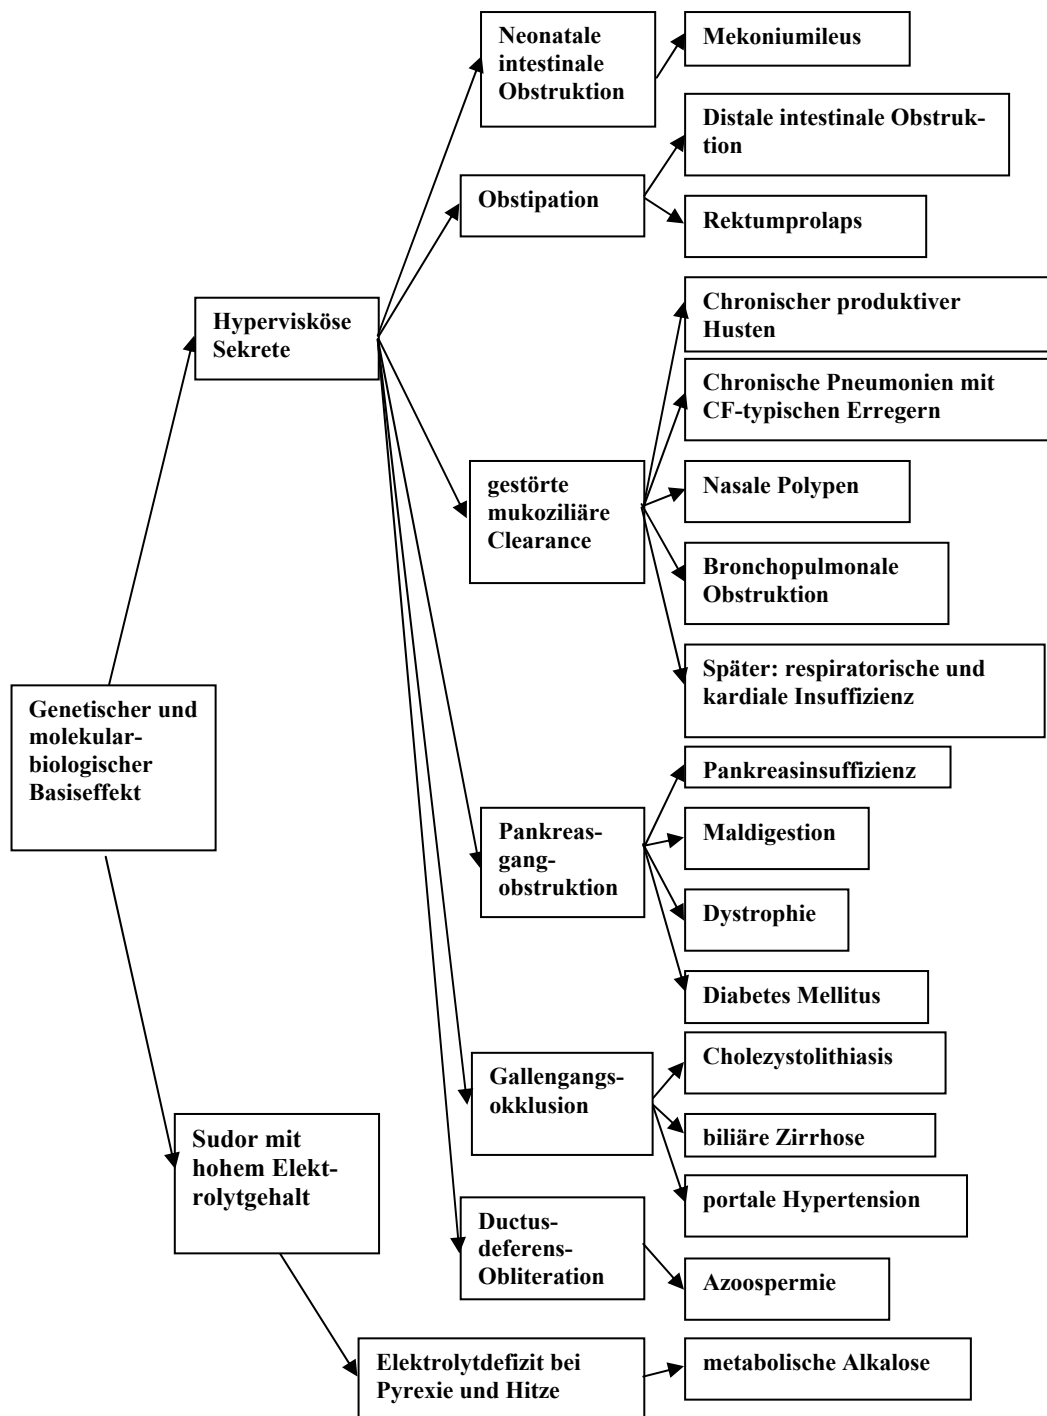 Neonatale
intestinale
Obstruktion
Mekoniumileus
Distale intestinale Obstruk-
tion
Obstipation
Rektumprolaps
Hypervisköse
Sekrete
Chronischer produktiver
Husten
Chronische Pneumonien mit
CF-typischen Erregern
gestörte
mukoziliäre
Clearance
Nasale Polypen
Bronchopulmonale
Obstruktion
Später: respiratorische und
kardiale Insuffizienz
Genetischer und
molekular-
biologischer
Basiseffekt
Pankreasinsuffizienz
Pankreas-
gang-
obstruktion
Maldigestion
Dystrophie
Diabetes Mellitus
Gallengangs-
okklusion
Cholezystolithiasis
biliäre Zirrhose
portale Hypertension
Sudor mit
hohem Elekt-
rolytgehalt
Ductus-
deferens-
Obliteration
Azoospermie
Elektrolytdefizit bei
Pyrexie und Hitze
metabolische Alkalose